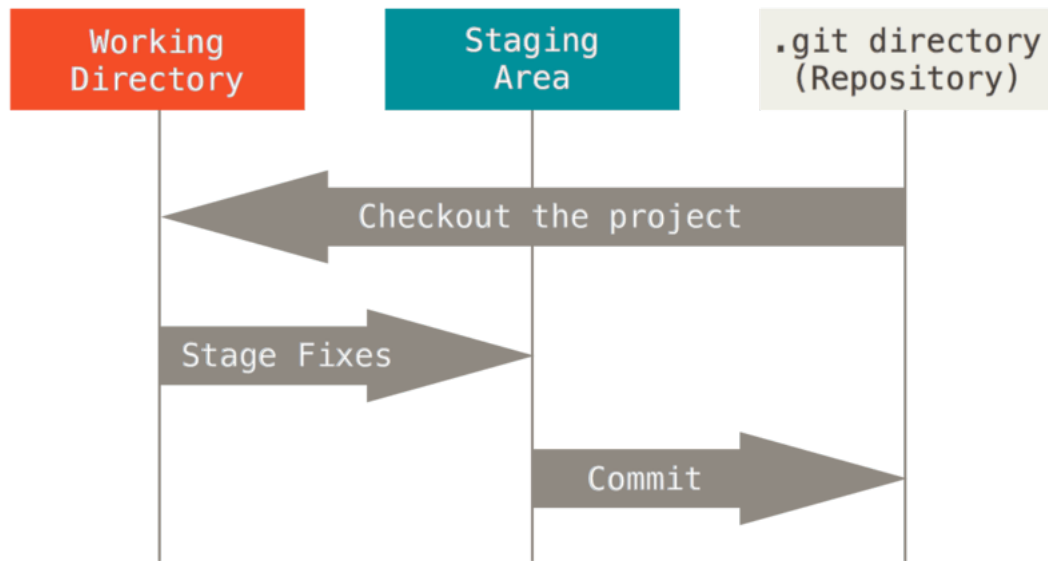 Working
Directory
Staging
Area
.git directory
(Repository)
Checkout the project
Stage Fixes
Commit